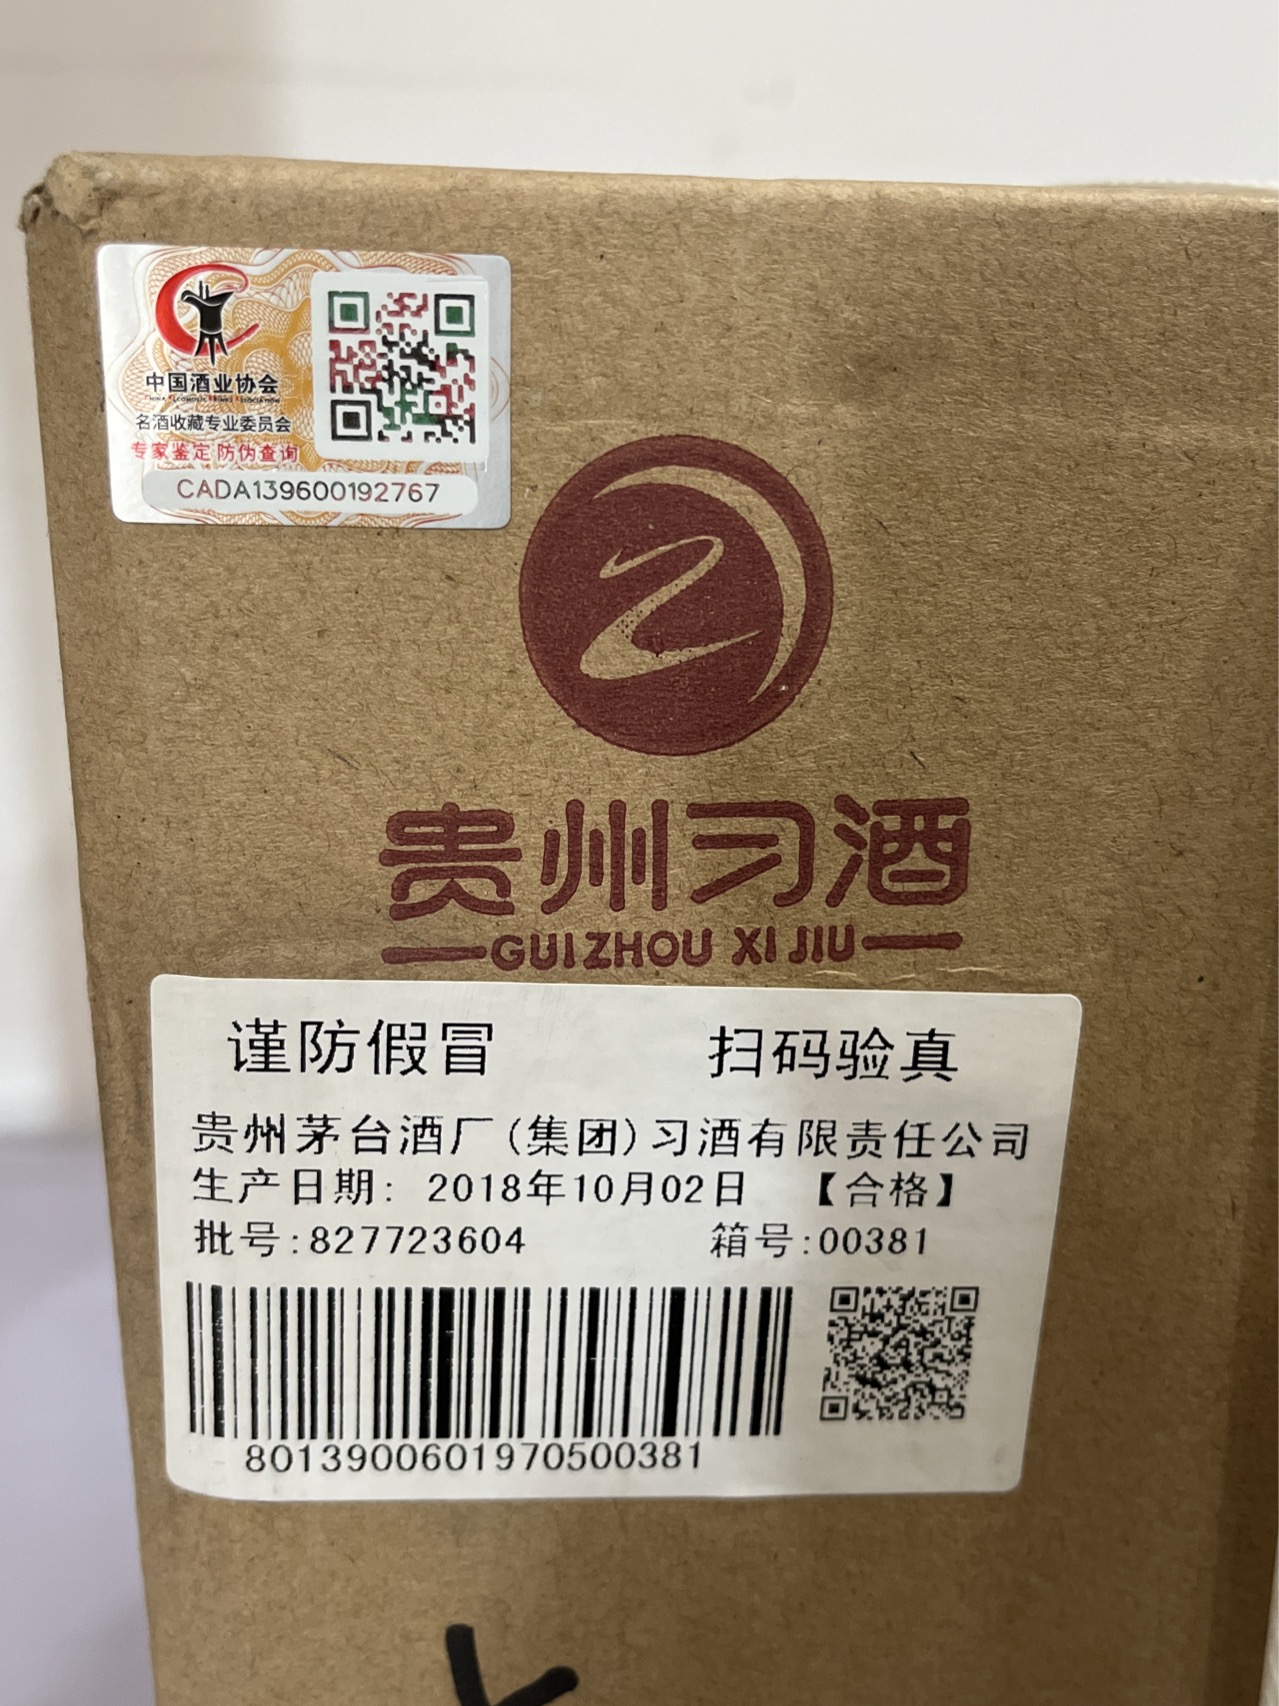 中国酒业协会
名酒收藏专业委员会
专家鉴定 防伪查询
CADA139600192767
贵州习酒
GUIZHOU XIJIU
谨防假冒 扫码验真
贵州茅台酒厂(集团)习酒有限责任公司
生产日期: 2018年10月02日 【合格】
批号:827723604 箱号:00381
8013900601970500381